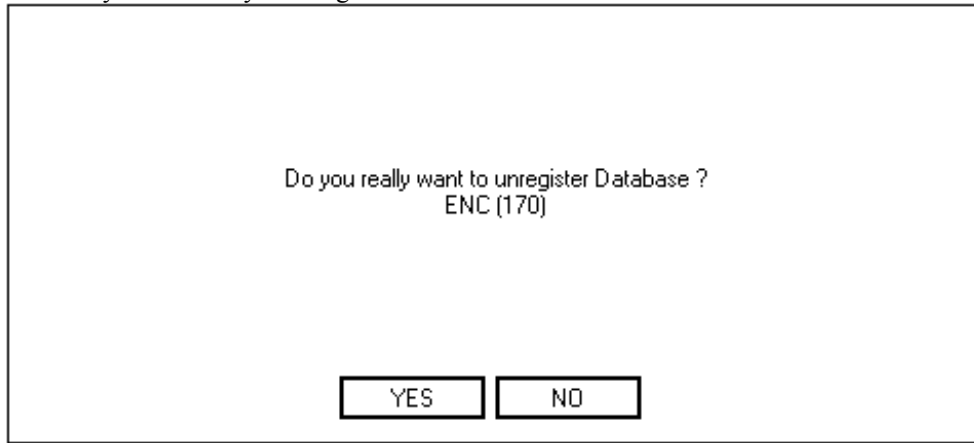 Do you really want to unregister Database ?
ENC (170)
YES
NO